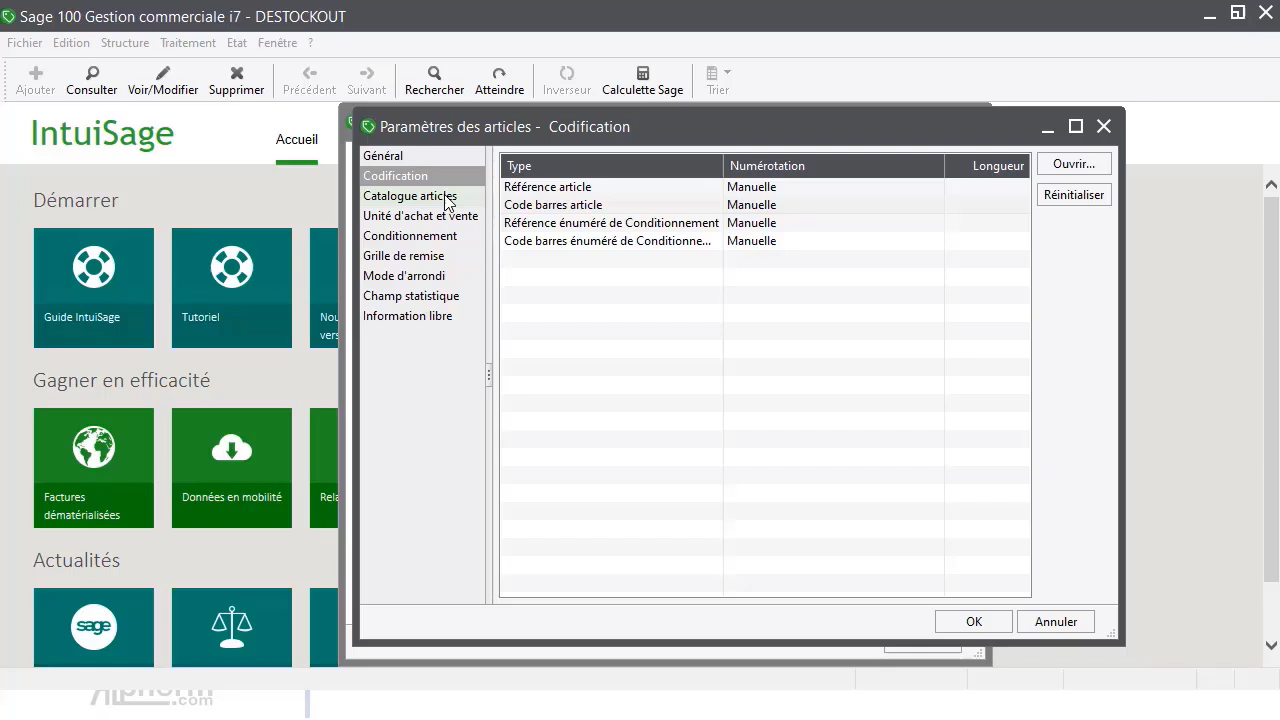 Sage 100 Gestion commerciale i7 - DESTOCKOUT
Fichier Edition Structure Traitement Etat Fenêtre ?
Ajouter Consulter Voir/Modifier Supprimer Précédent Suivant Rechercher Atteindre Inverseur Calculette Sage Trier
IntuiSage
Accueil
Paramètres des articles - Codification
Général
Codification
Catalogue articles
Unité d'achat et vente
Conditionnement
Grille de remise
Mode d'arrondi
Champ statistique
Information libre
Type Numérotation Longueur
Référence article Manuelle
Code barres article Manuelle
Référence énuméré de Conditionnement Manuelle
Code barres énuméré de Conditionne... Manuelle
Ouvrir...
Réinitialiser
OK Annuler
Démarrer
Guide IntuiSage
Tutoriel
Gagner en efficacité
Factures
dématérialisées
Données en mobilité
Actualités
sage
.com